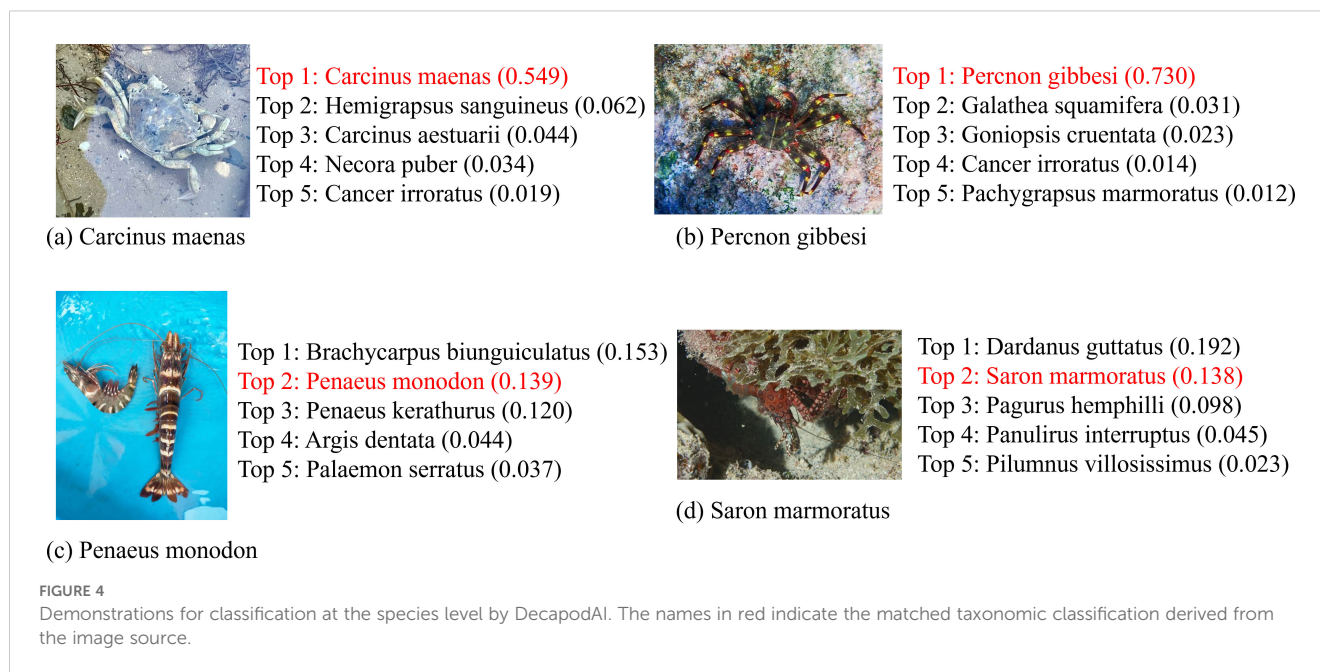 Top 1: Carcinus maenas (0.549)
Top 2: Hemigrapsus sanguineus (0.062)
Top 3: Carcinus aestuarii (0.044)
Top 4: Necora puber (0.034)
Top 5: Cancer irroratus (0.019)
(a) Carcinus maenas
Top 1: Percnon gibbesi (0.730)
Top 2: Galathea squamifera (0.031)
Top 3: Goniopsis cruentata (0.023)
Top 4: Cancer irroratus (0.014)
Top 5: Pachygrapsus marmoratus (0.012)
(b) Percnon gibbesi
Top 1: Brachycarpus biunguiculatus (0.153)
Top 2: Penaeus monodon (0.139)
Top 3: Penaeus kerathurus (0.120)
Top 4: Argis dentata (0.044)
Top 5: Palaemon serratus (0.037)
(c) Penaeus monodon
Top 1: Dardanus guttatus (0.192)
Top 2: Saron marmoratus (0.138)
Top 3: Pagurus hemphilli (0.098)
Top 4: Panulirus interruptus (0.045)
Top 5: Pilumnus villosissimus (0.023)
(d) Saron marmoratus
FIGURE 4
Demonstrations for classification at the species level by DecapodAI. The names in red indicate the matched taxonomic classification derived from
the image source.